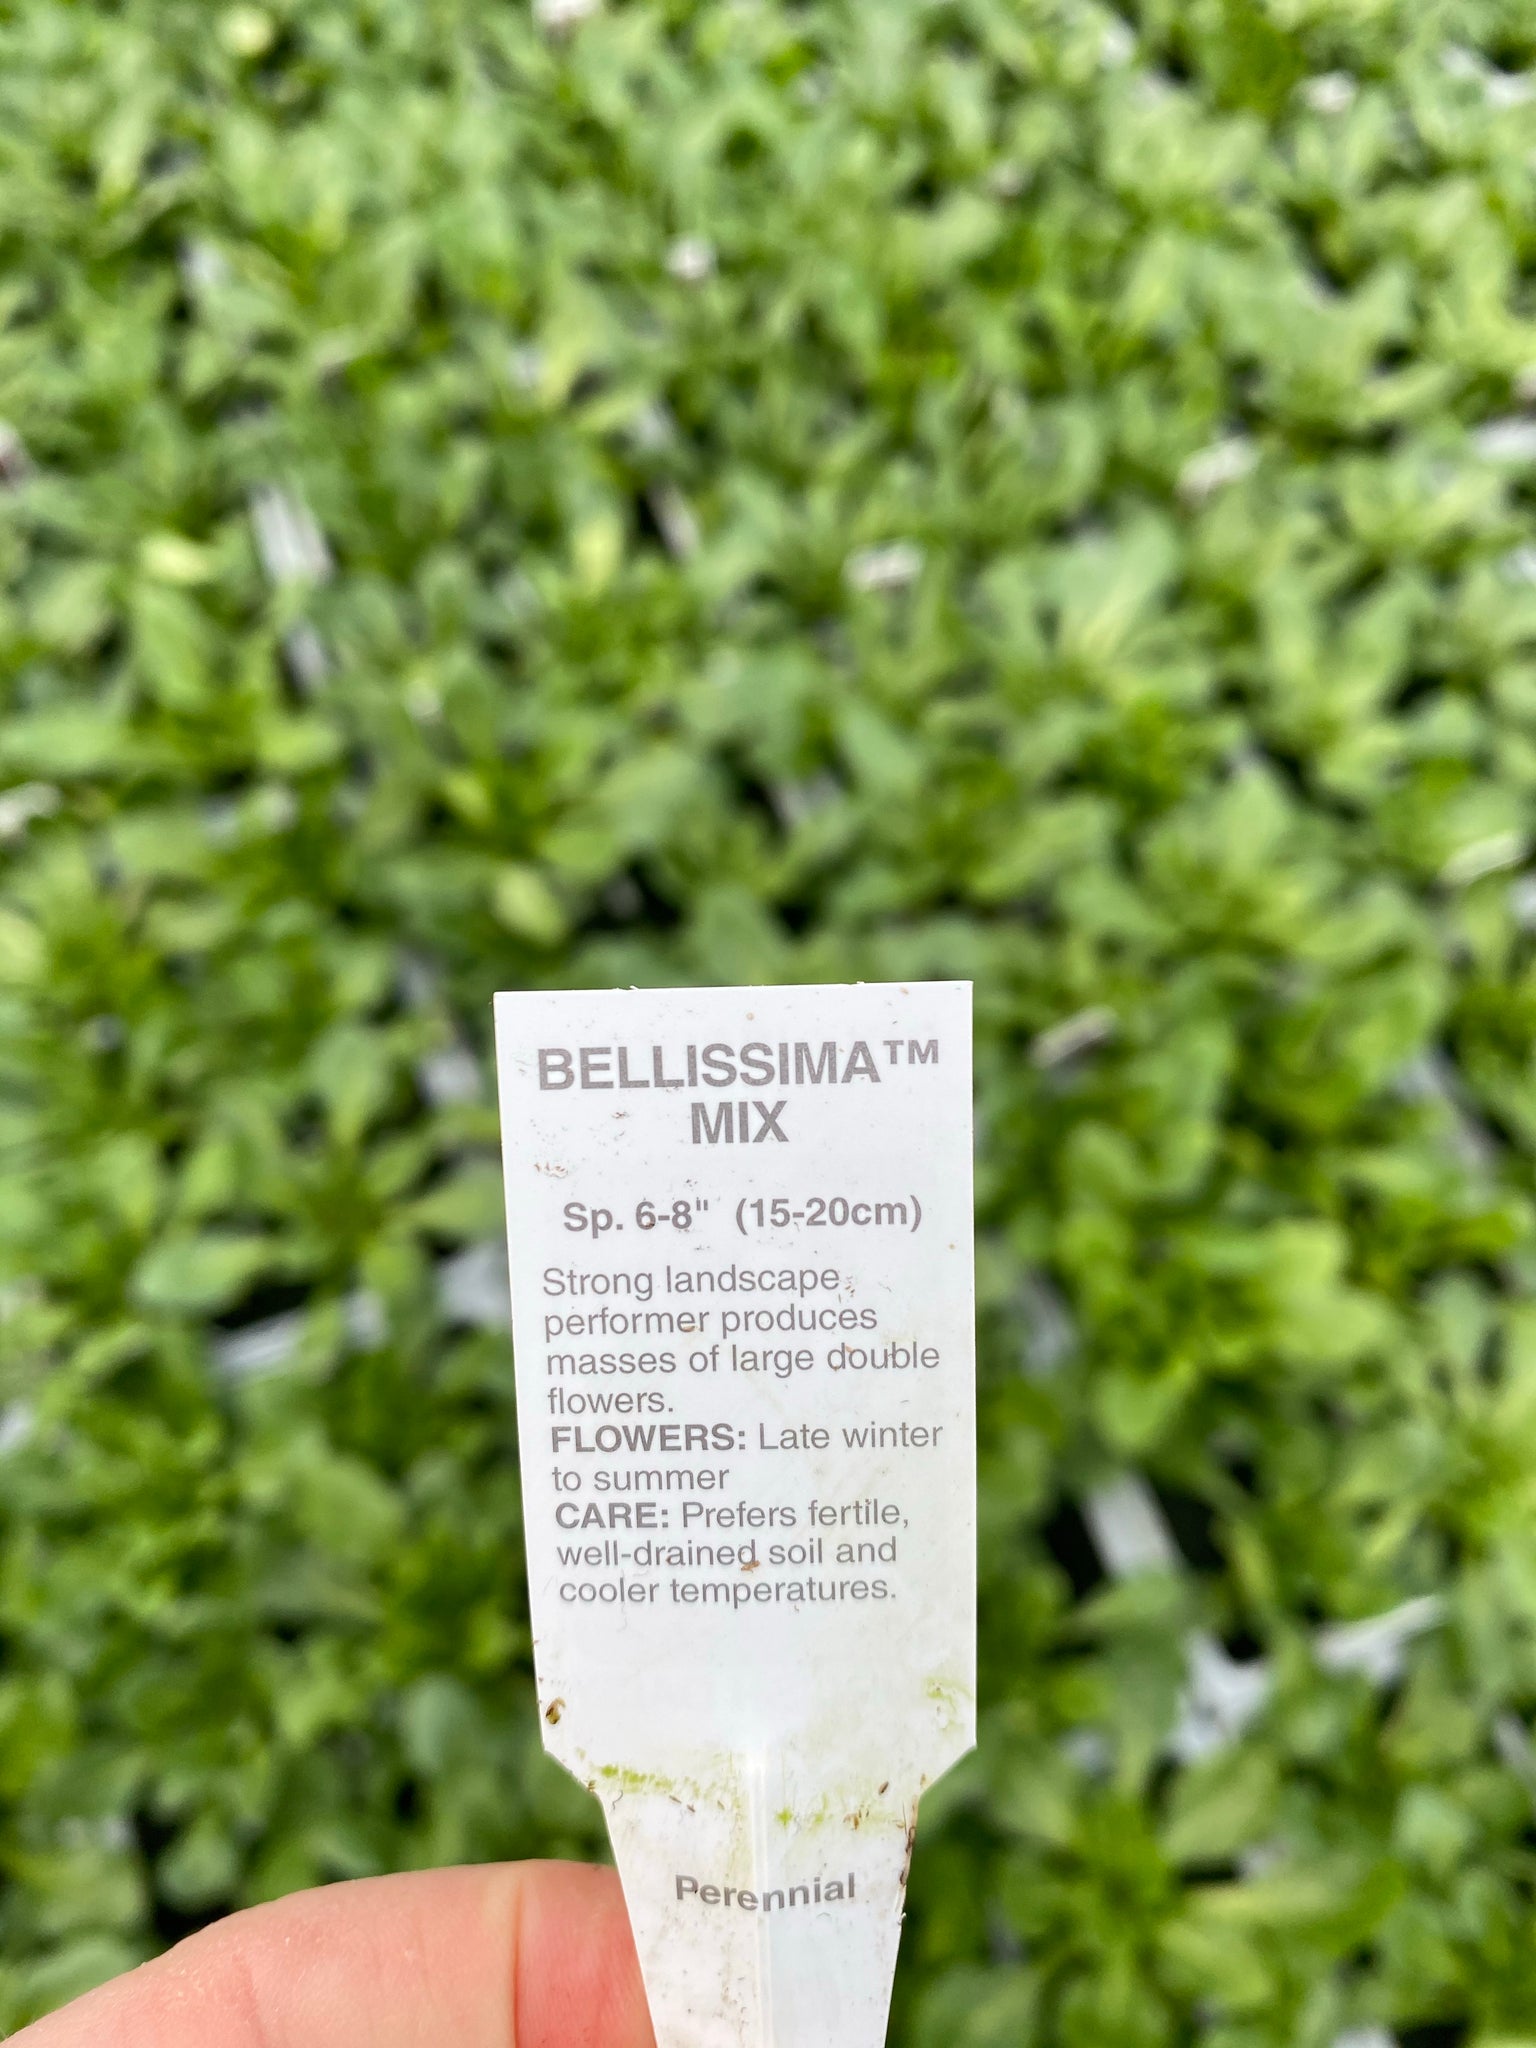 BELLISSIMA™
MIX
Sp. 6-8" (15-20cm)
Strong landscape
performer produces
masses of large double
flowers.
FLOWERS: Late winter
to summer
CARE: Prefers fertile,
well-drained soil and
cooler temperatures.
Perennial